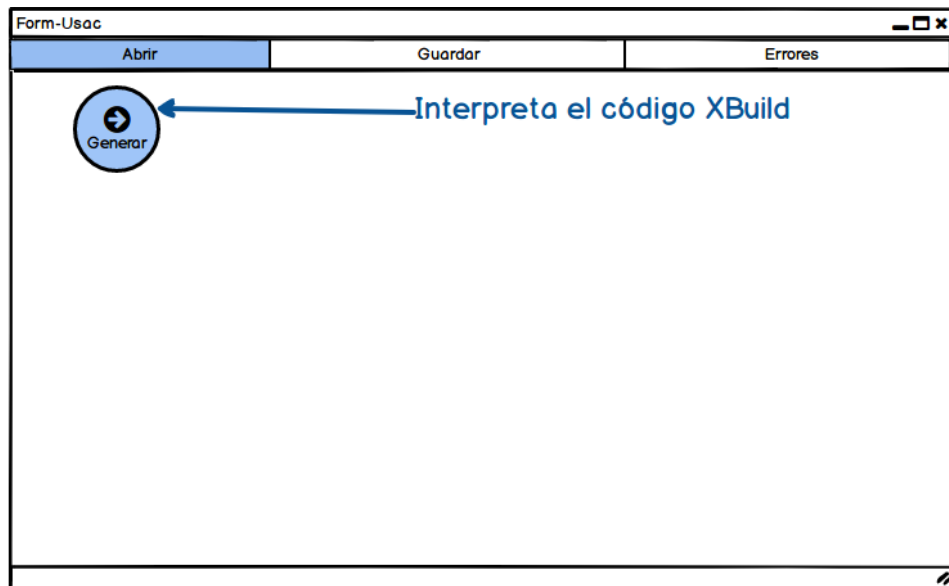 Form-Usac
Abrir Guardar Errores
Generar
Interpreta el código XBuild